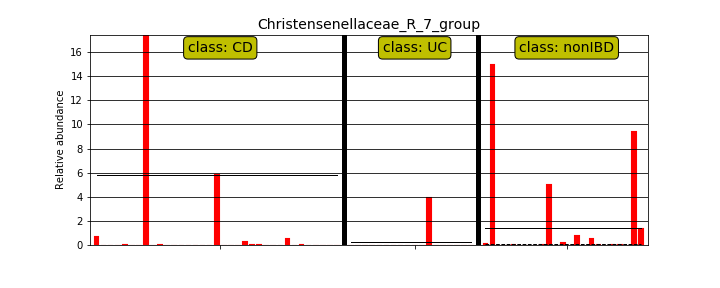 Christensenellaceae_R_7_group
class: CD
class: UC
class: nonIBD
Relative abundance
16
14
12
10
8
6
4
2
0